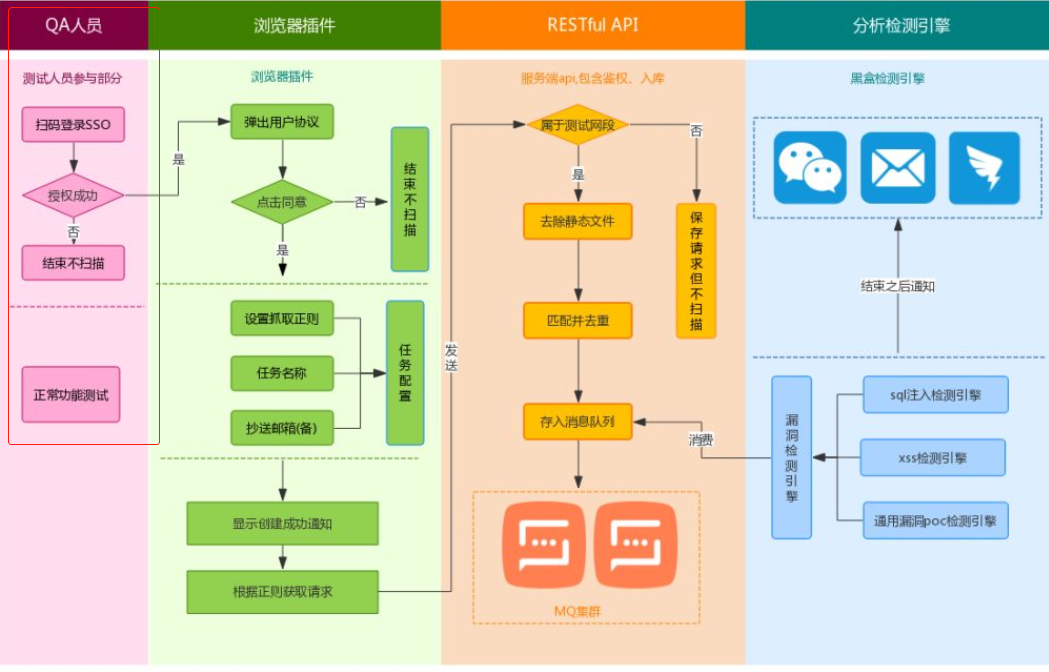 QA人员
浏览器插件
RESTful API
分析检测引擎
测试人员参与部分
扫码登录SSO
授权成功
是
否
结束不扫描
正常功能测试
浏览器插件
弹出用户协议
点击同意
否
是
结束不扫描
设置抓取正则
任务名称
抄送邮箱(备)
任务配置
显示创建成功通知
根据正则获取请求
发送
服务端api,包含鉴权、入库
属于测试网段
否
是
去除静态文件
保存请求但不扫描
匹配并去重
存入消息队列
MQ集群
消费
黑盒检测引擎
结束之后通知
漏洞检测引擎
sql注入检测引擎
xss检测引擎
通用漏洞poc检测引擎